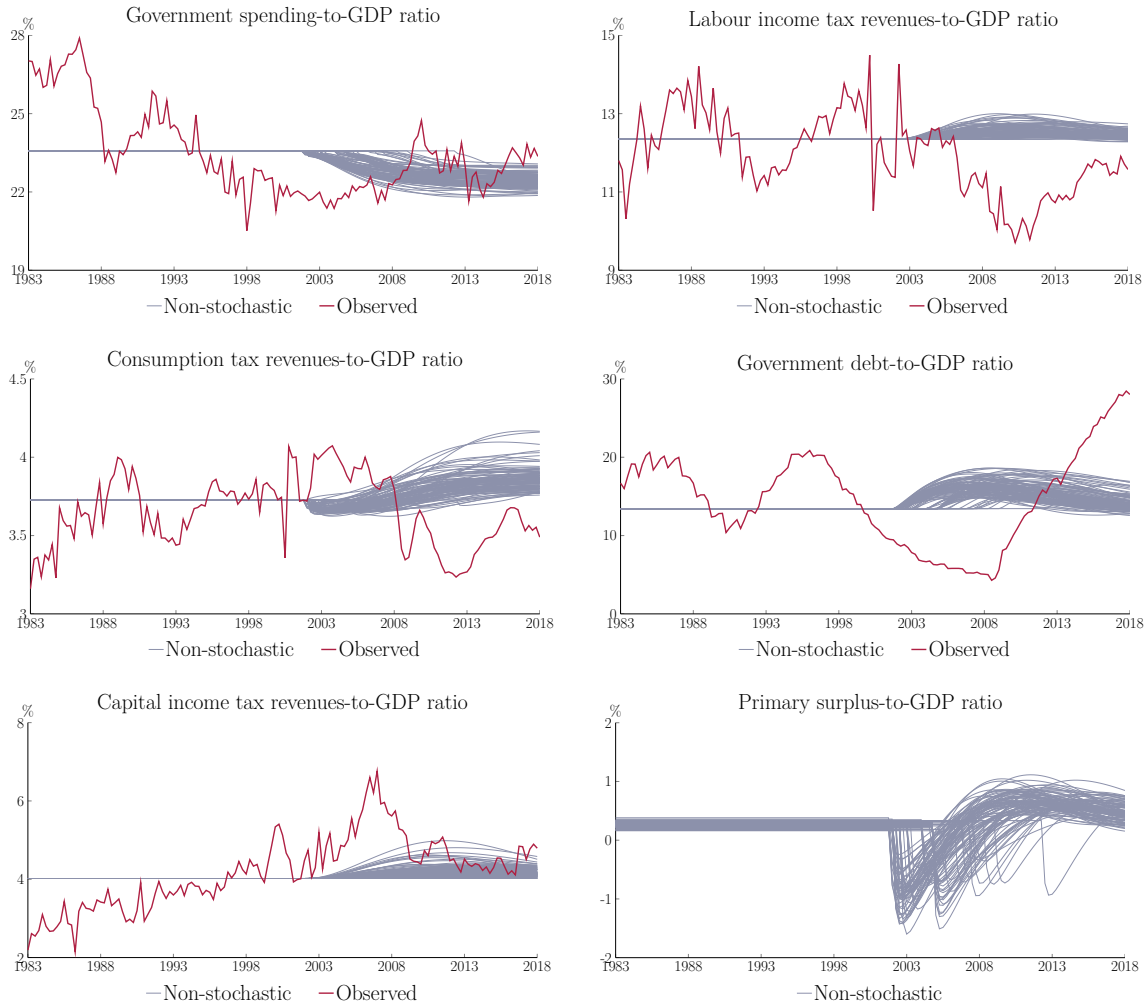 Government spending-to-GDP ratio
%
28
25
22
19
1983 1988 1993 1998 2003 2008 2013 2018
Non-stochastic Observed
Labour income tax revenues-to-GDP ratio
%
15
13
11
9
1983 1988 1993 1998 2003 2008 2013 2018
Non-stochastic Observed
Consumption tax revenues-to-GDP ratio
%
4.5
4
3.5
3
1983 1988 1993 1998 2003 2008 2013 2018
Non-stochastic Observed
Government debt-to-GDP ratio
%
30
20
10
0
1983 1988 1993 1998 2003 2008 2013 2018
Non-stochastic Observed
Capital income tax revenues-to-GDP ratio
%
8
6
4
2
1983 1988 1993 1998 2003 2008 2013 2018
Non-stochastic Observed
Primary surplus-to-GDP ratio
%
2
1
0
-1
-2
1983 1988 1993 1998 2003 2008 2013 2018
Non-stochastic